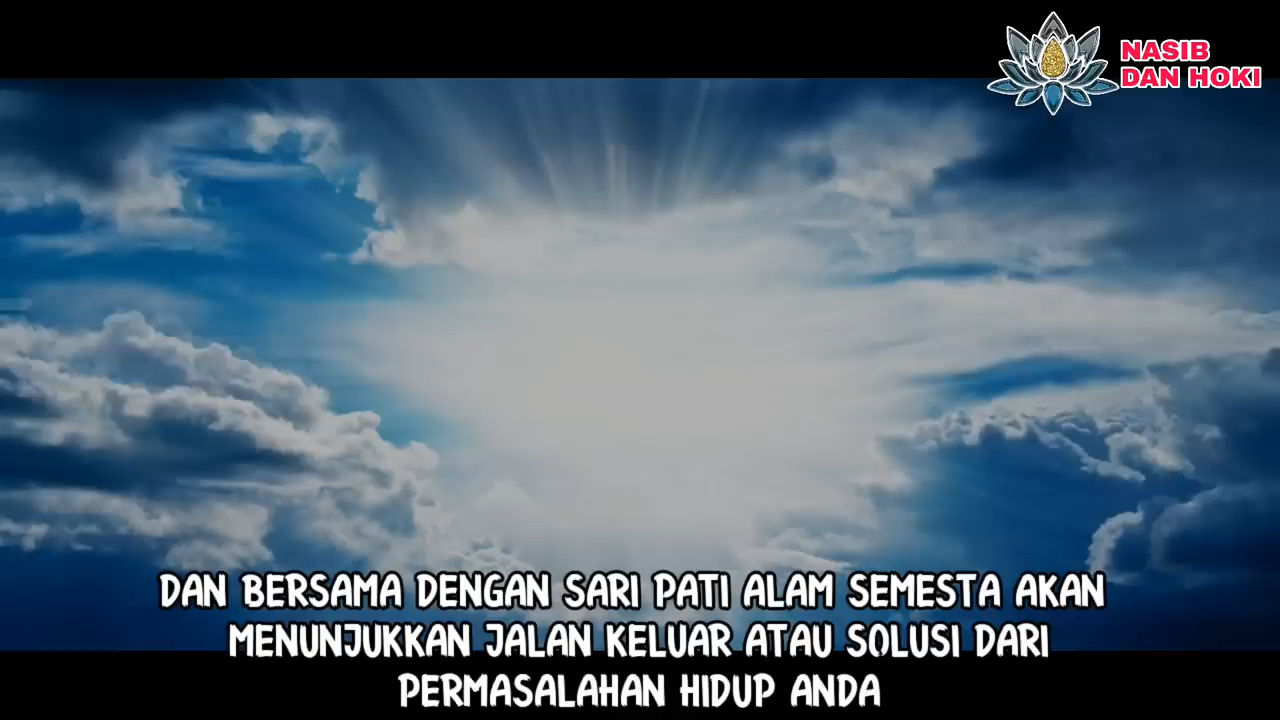 NASIB
DAN HOKI
DAN BERSAMA DENGAN SARI PATI ALAM SEMESTA AKAN
MENUNJUKKAN JALAN KELUAR ATAU SOLUSI DARI
PERMASALAHAN HIDUP ANDA